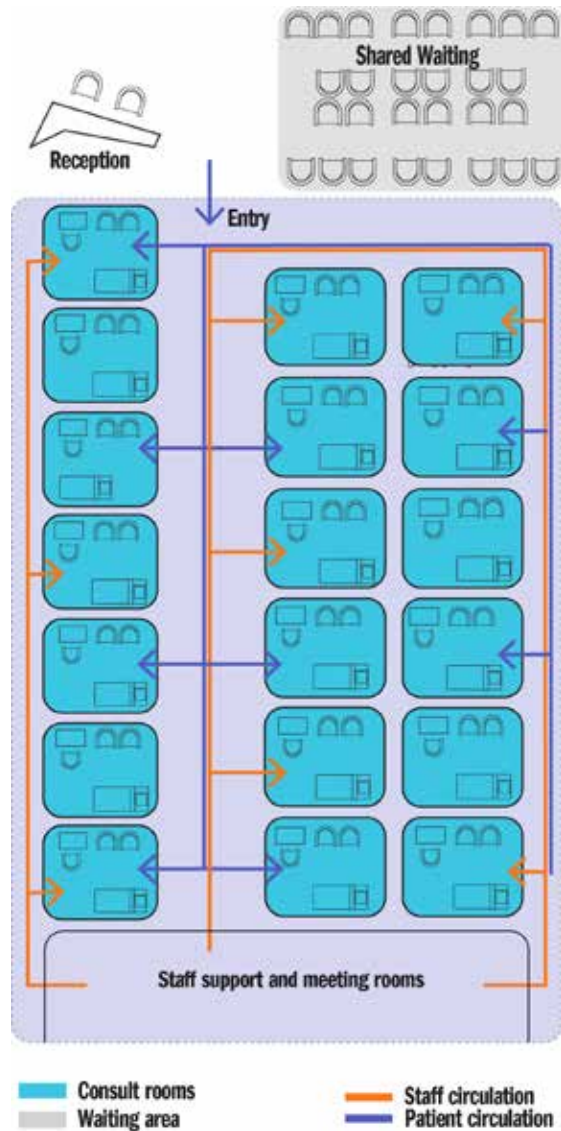 Shared Waiting
Reception
Entry
Staff support and meeting rooms
Consult rooms
Waiting area
Staff circulation
Patient circulation